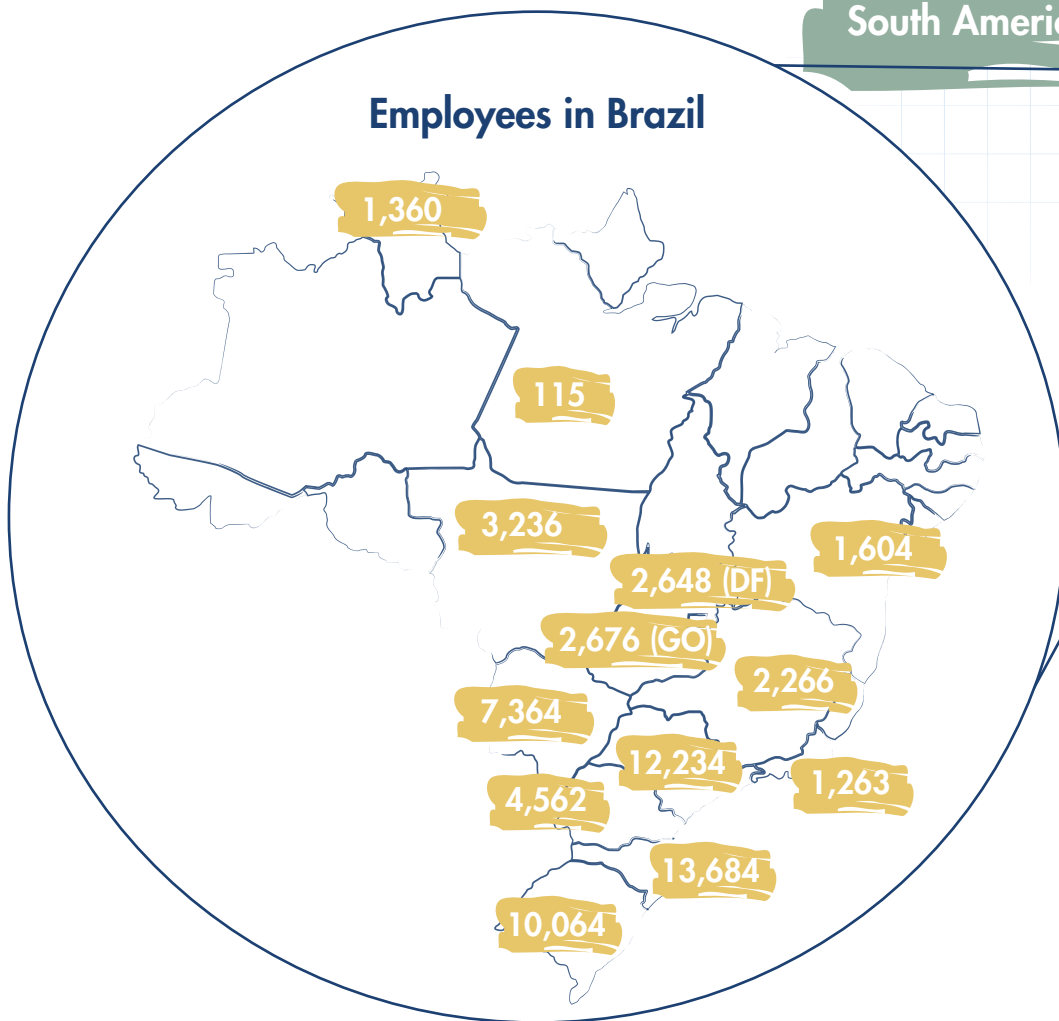 South Americ
Employees in Brazil
1,360
115
3,236
1,604
2,648 (DF)
2,676 (GO)
2,266
7,364
12,234
4,562
1,263
13,684
10,064